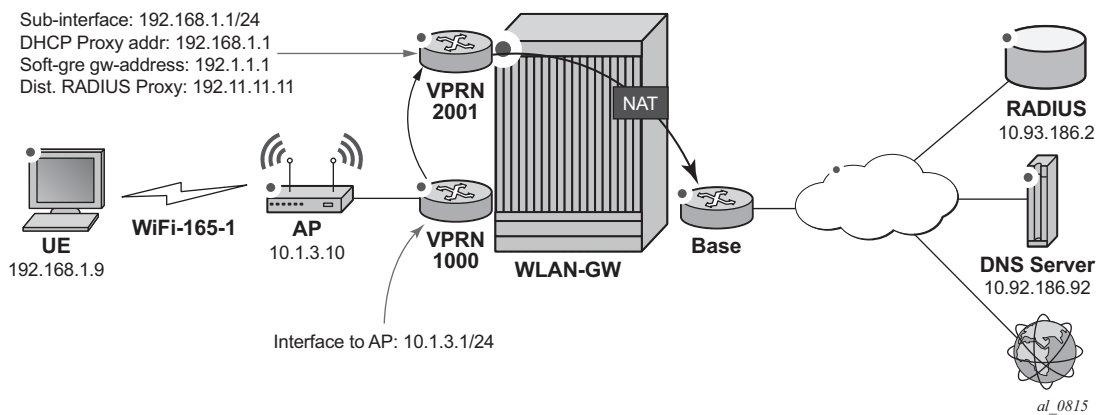 Sub-interface: 192.168.1.1/24
DHCP Proxy addr: 192.168.1.1
Soft-gre gw-address: 192.1.1.1
Dist. RADIUS Proxy: 192.11.11.11
VPRN
2001
NAT
RADIUS
10.93.186.2
UE
192.168.1.9
WiFi-165-1
AP
10.1.3.10
VPRN
1000
WLAN-GW
Base
DNS Server
10.92.186.92
Interface to AP: 10.1.3.1/24
al_0815